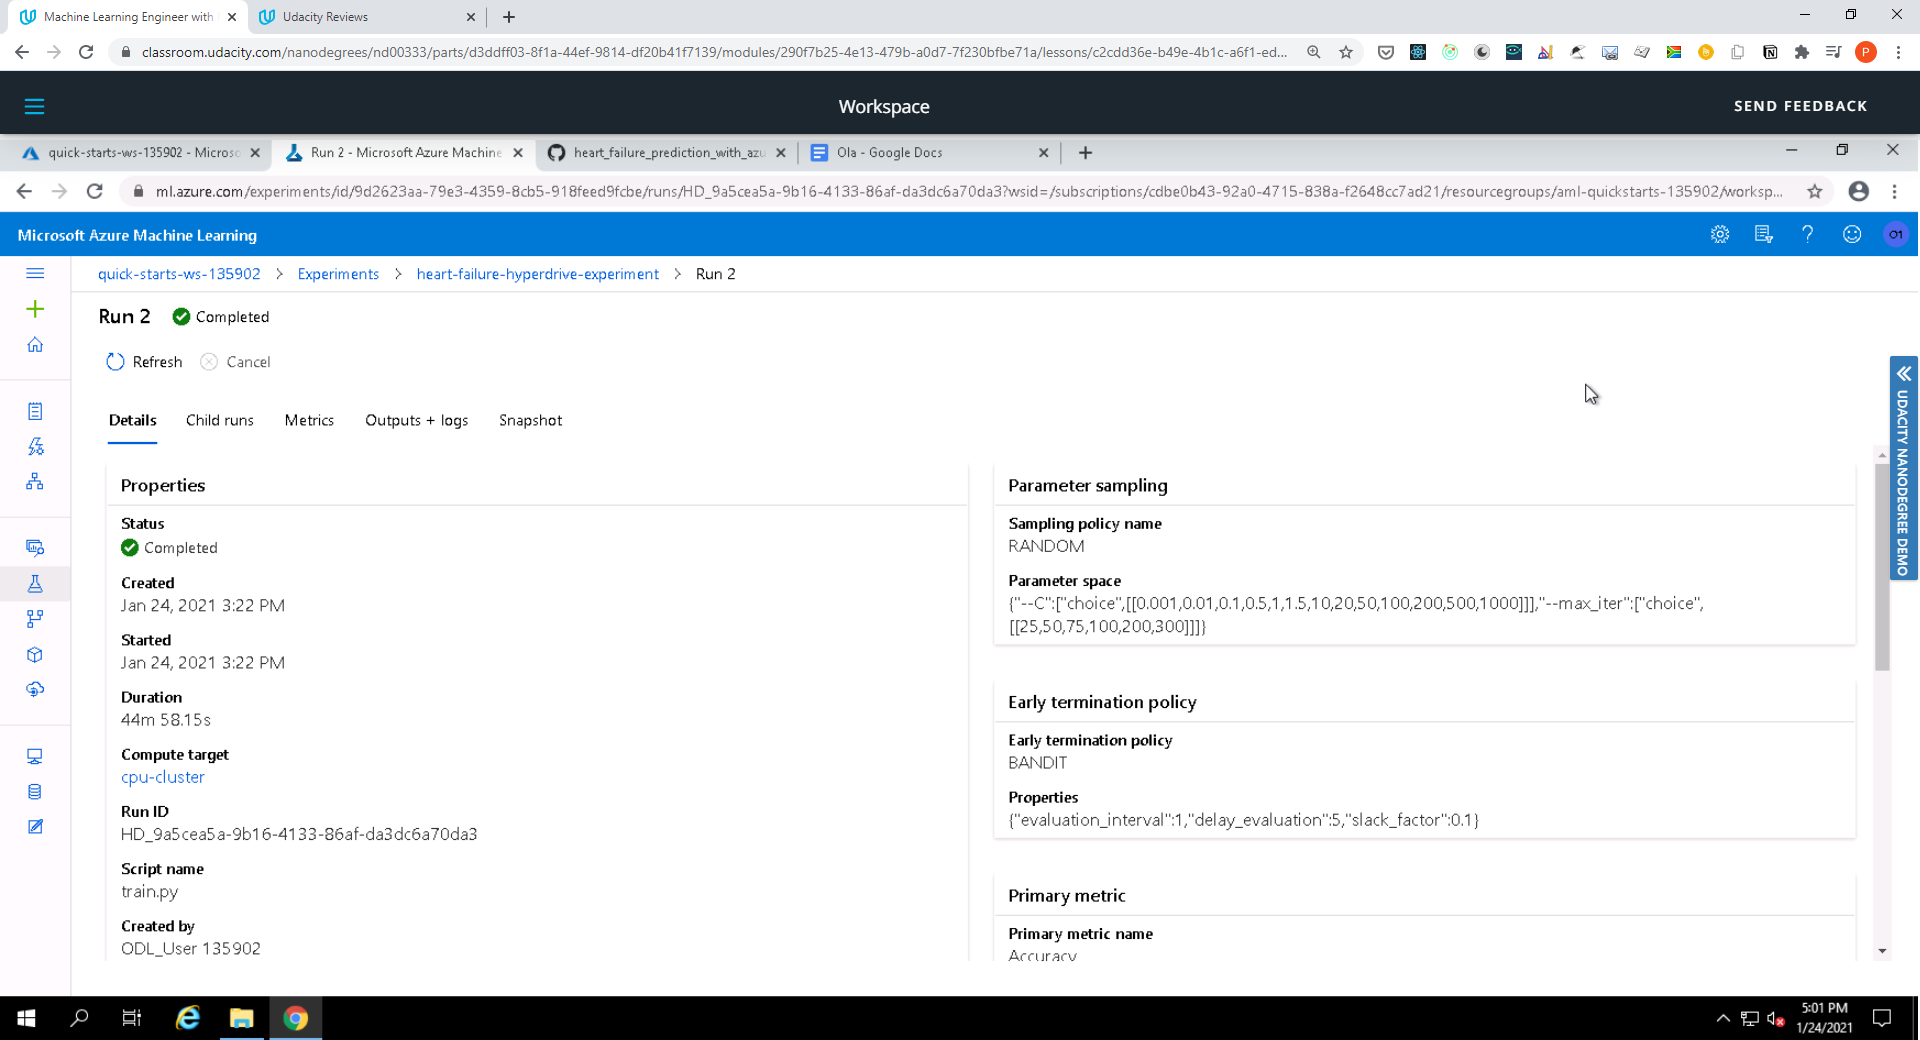 Machine Learning Engineer with
Udacity Reviews
classroom.udacity.com/nanodegrees/nd00333/parts/d3ddff03-8f1a-44ef-9814-df20b41f7139/modules/290f7b25-4e13-479b-a0d7-7f230bfbe71a/lessons/c2cdd36e-b49e-4b1c-a6f1-ed...
P
Workspace
SEND FEEDBACK
quick-starts-ws-135902 - Microso
Run 2 - Microsoft Azure Machine
heart_failure_prediction_with_azu
Ola - Google Docs
ml.azure.com/experiments/id/9d2623aa-79e3-4359-8cb5-918feed9fcbe/runs/HD_9a5cea5a-9b16-4133-86af-da3dc6a70da3?wsid=/subscriptions/cdbe0b43-92a0-4715-838a-f2648cc7ad21/resourcegroups/aml-quickstarts-135902/worksp...
Microsoft Azure Machine Learning
O1
quick-starts-ws-135902 > Experiments > heart-failure-hyperdrive-experiment > Run 2
Run 2 Completed
Refresh Cancel
Details Child runs Metrics Outputs + logs Snapshot
UDACITY NANODEGREE DEMO
Properties
Status
Completed
Created
Jan 24, 2021 3:22 PM
Started
Jan 24, 2021 3:22 PM
Duration
44m 58.15s
Compute target
cpu-cluster
Run ID
HD_9a5cea5a-9b16-4133-86af-da3dc6a70da3
Script name
train.py
Created by
ODL_User 135902
Parameter sampling
Sampling policy name
RANDOM
Parameter space
{"--C":["choice",[[0.001,0.01,0.1,0.5,1,1.5,10,20,50,100,200,500,1000]]],"--max_iter":["choice",
[[25,50,75,100,200,300]]]}
Early termination policy
Early termination policy
BANDIT
Properties
{"evaluation_interval":1,"delay_evaluation":5,"slack_factor":0.1}
Primary metric
Primary metric name
Accuracy
5:01 PM
1/24/2021